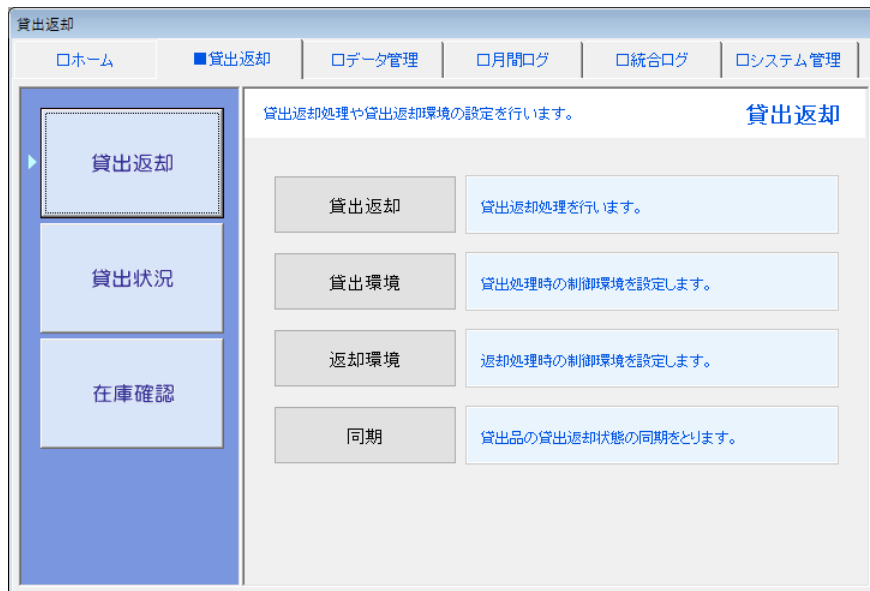 貸出返却
□ホーム ■貸出返却 □データ管理 □月間ログ □統合ログ □システム管理
貸出返却処理や貸出返却環境の設定を行います。 貸出返却
貸出返却
貸出状況
在庫確認
貸出返却 貸出返却処理を行います。
貸出環境 貸出処理時の制御環境を設定します。
返却環境 返却処理時の制御環境を設定します。
同期 貸出品の貸出返却状態の同期をとります。